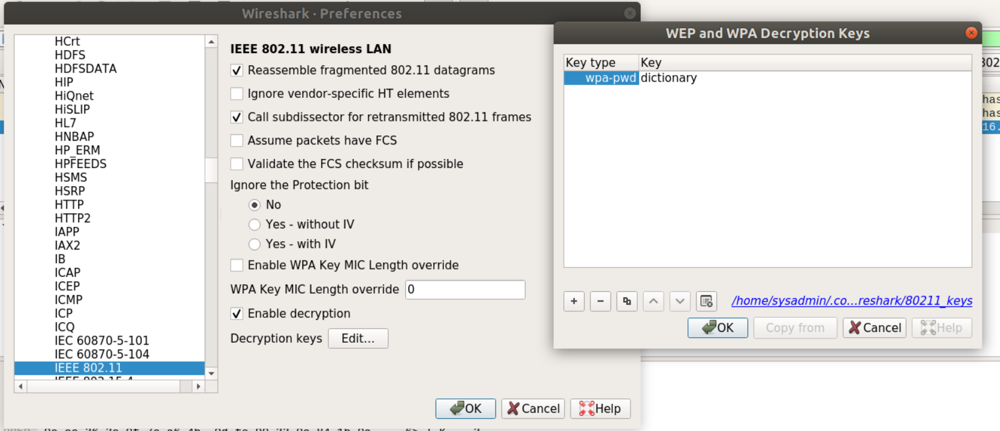 Wireshark · Preferences
HCrt
HDFS
HDFSDATA
HIP
HiQnet
HiSLIP
HL7
HNBAP
HP_ERM
HPFEEDS
HSMS
HSRP
HTTP
HTTP2
IAPP
IAX2
IB
ICAP
ICEP
ICMP
ICP
ICQ
IEC 60870-5-101
IEC 60870-5-104
IEEE 802.11
IEEE 802.15.4
IEEE 802.11 wireless LAN
Reassemble fragmented 802.11 datagrams
Ignore vendor-specific HT elements
Call subdissector for retransmitted 802.11 frames
Assume packets have FCS
Validate the FCS checksum if possible
Ignore the Protection bit
No
Yes - without IV
Yes - with IV
Enable WPA Key MIC Length override
WPA Key MIC Length override 0
Enable decryption
Decryption keys Edit...
OK Cancel Help
WEP and WPA Decryption Keys
Key type Key
wpa-pwd dictionary
+ − /home/sysadmin/.co...reshark/80211_keys
OK Copy from Cancel Help
802
has
has
16.